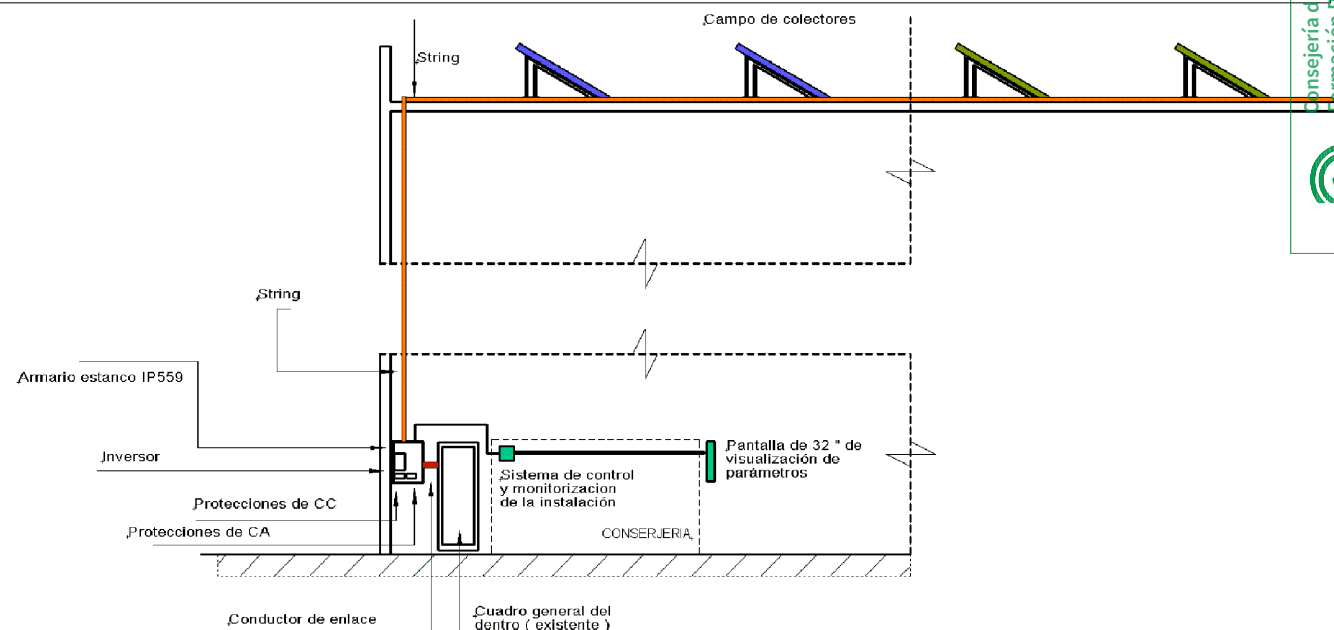 Campo de colectores
String
String
Armario estanco IP559
Inversor
Protecciones de CC
Protecciones de CA
Pantalla de 32 " de
visualización de
parámetros
Sistema de control
y monitorizacion
de la instalación
CONSERJERIA
Conductor de enlace
Cuadro general del
dentro ( existente )
Consejería d